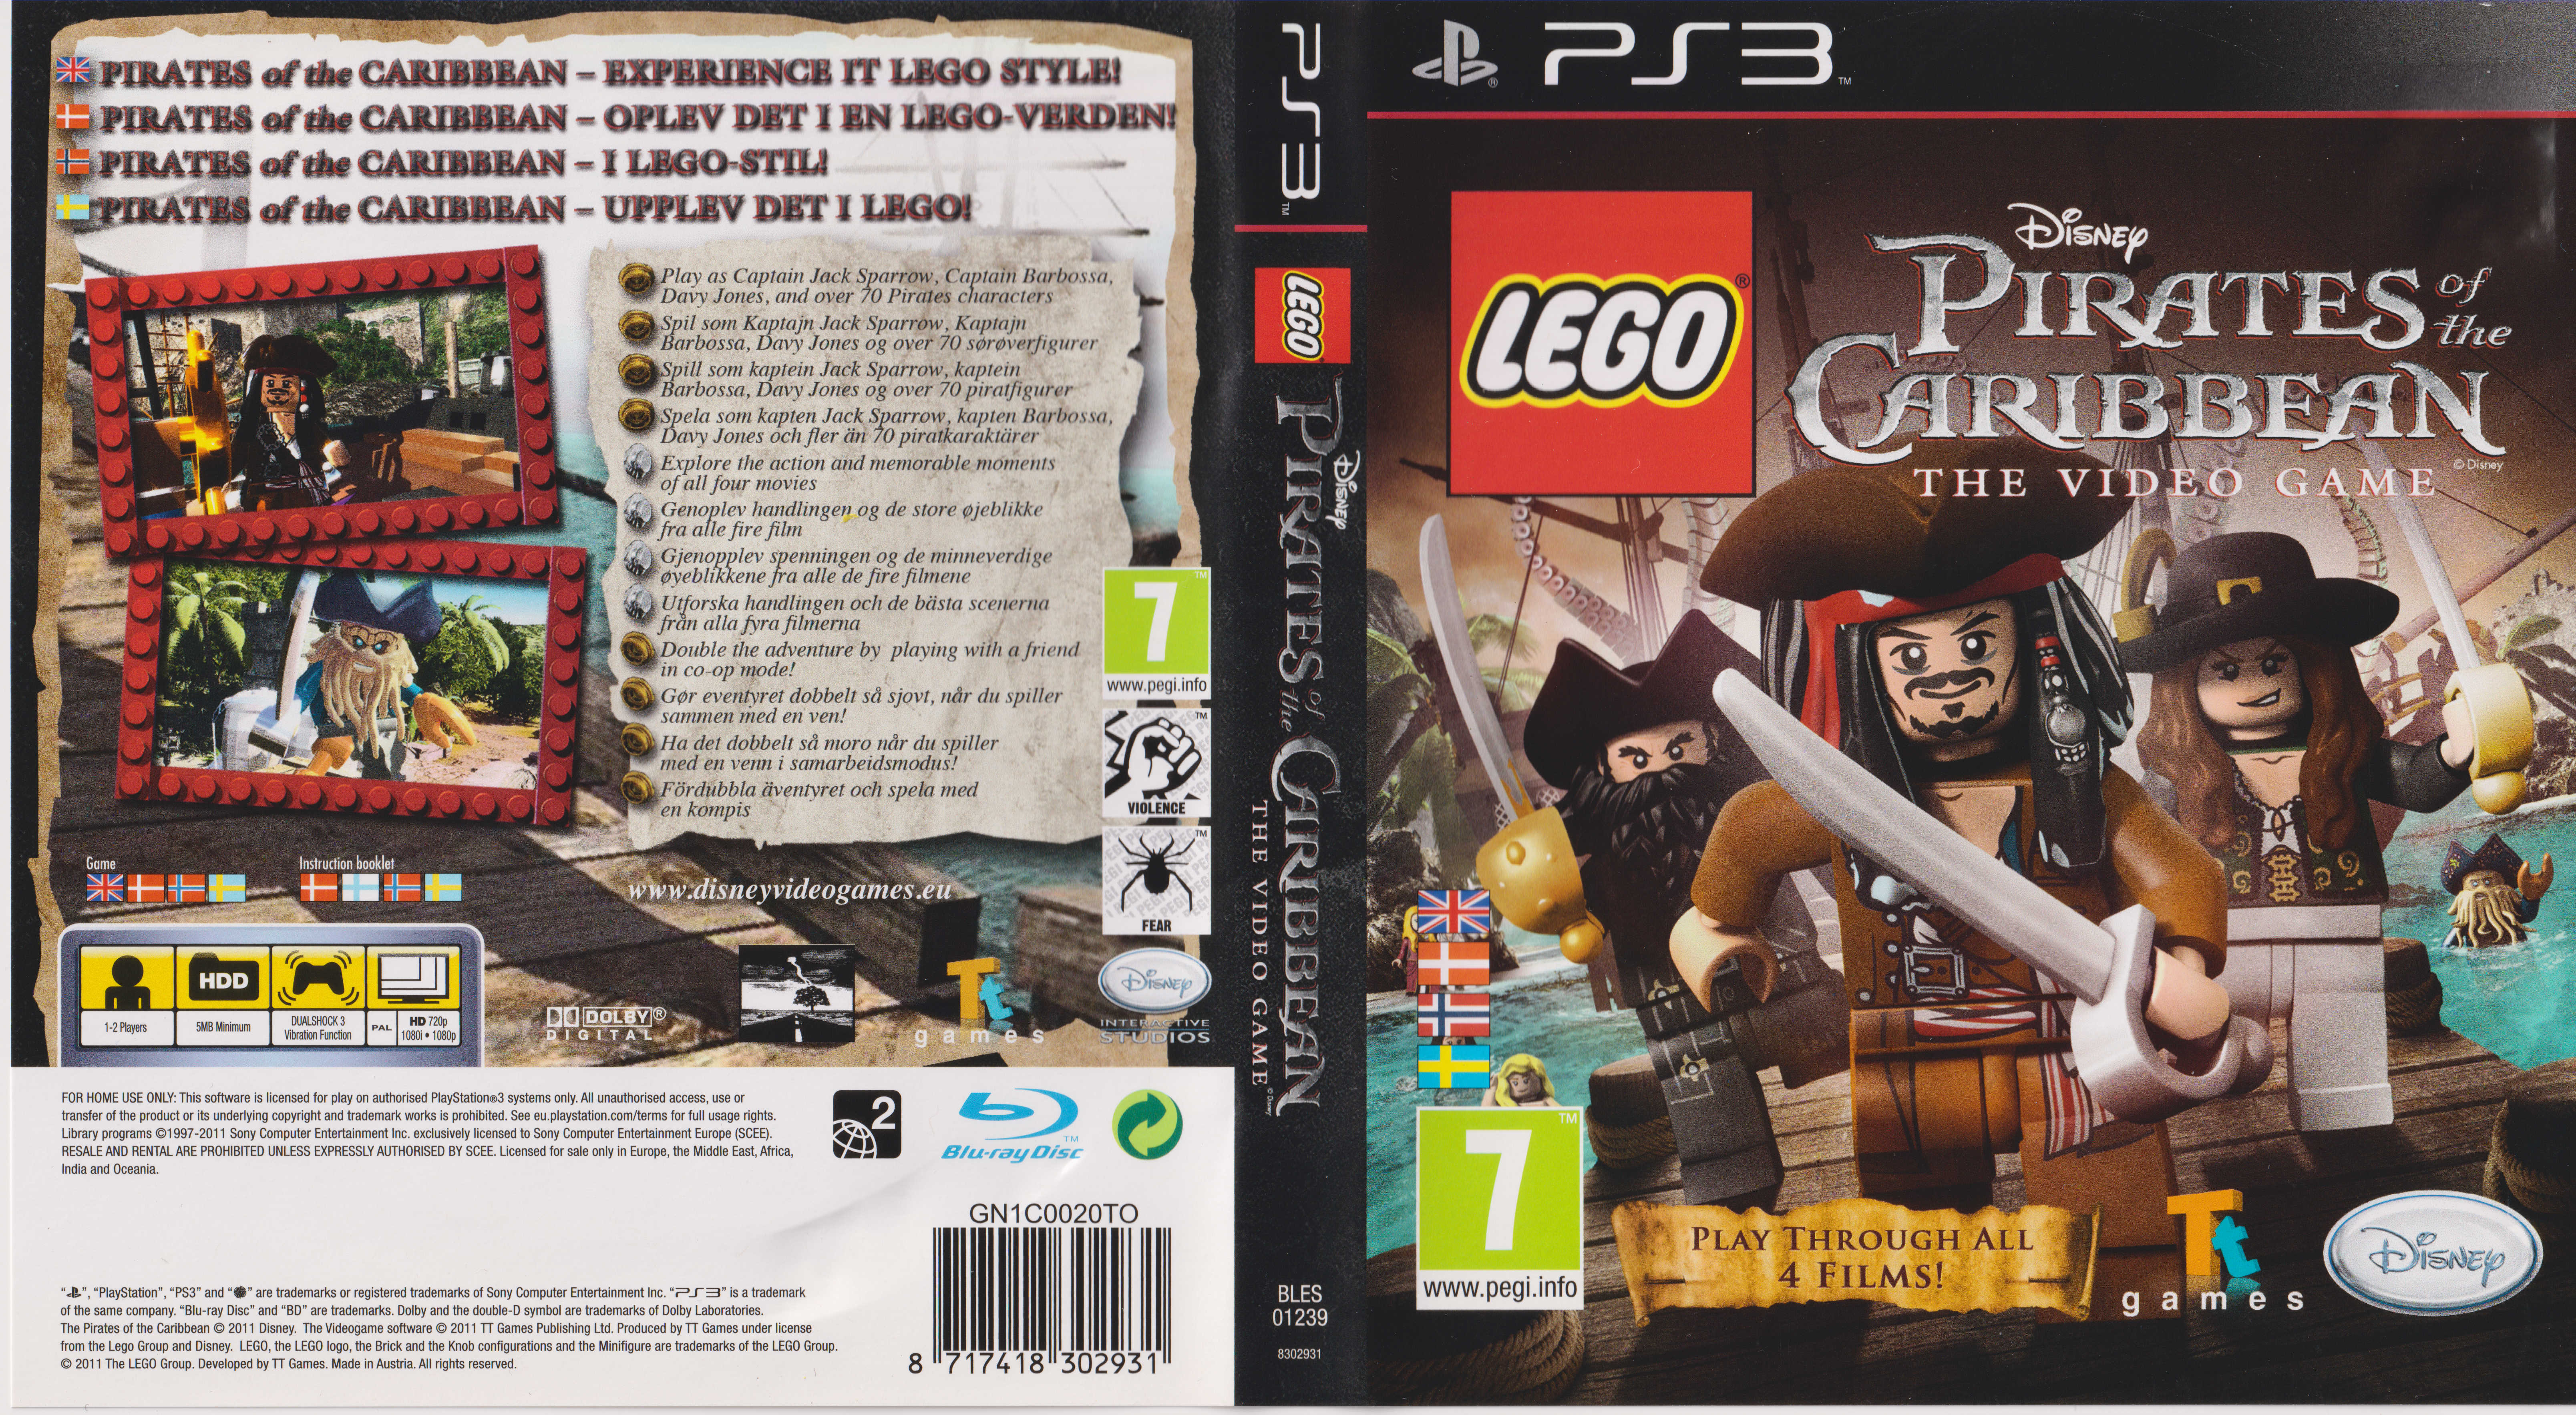 PIRATES of the CARIBBEAN – EXPERIENCE IT LEGO STYLE!
PIRATES of the CARIBBEAN – OPLEV DET I EN LEGO-VERDEN!
PIRATES of the CARIBBEAN – I LEGO-STIL!
PIRATES of the CARIBBEAN – UPPLEV DET I LEGO!
Play as Captain Jack Sparrow, Captain Barbossa,
Davy Jones, and over 70 Pirates characters
Spil som Kaptajn Jack Sparrow, Kaptajn
Barbossa, Davy Jones og over 70 sørøverfigurer
Spill som kaptein Jack Sparrow, kaptein
Barbossa, Davy Jones og over 70 piratfigurer
Spela som kapten Jack Sparrow, kapten Barbossa,
Davy Jones och fler än 70 piratkaraktärer
Explore the action and memorable moments
of all four movies
Genoplev handlingen og de store øjeblikke
fra alle fire film
Gjenopplev spenningen og de minneverdige
øyeblikkene fra alle de fire filmene
Utforska handlingen och de bästa scenerna
från alla fyra filmerna
Double the adventure by playing with a friend
in co-op mode!
Gør eventyret dobbelt så sjovt, når du spiller
sammen med en ven!
Ha det dobbelt så moro når du spiller
med en venn i samarbeidsmodus!
Fördubbla äventyret och spela med
en kompis
7
www.pegi.info
VIOLENCE
FEAR
Game
Instruction booklet
www.disneyvideogames.eu
1-2 Players
HDD
5MB Minimum
DUALSHOCK 3
Vibration Function
PAL
HD 720p
1080i • 1080p
DOLBY®
DIGITAL
Tt
games
Disney
INTERACTIVE
STUDIOS
FOR HOME USE ONLY: This software is licensed for play on authorised PlayStation®3 systems only. All unauthorised access, use or
transfer of the product or its underlying copyright and trademark works is prohibited. See eu.playstation.com/terms for full usage rights.
Library programs ©1997-2011 Sony Computer Entertainment Inc. exclusively licensed to Sony Computer Entertainment Europe (SCEE).
RESALE AND RENTAL ARE PROHIBITED UNLESS EXPRESSLY AUTHORISED BY SCEE. Licensed for sale only in Europe, the Middle East, Africa,
India and Oceania.
2
Blu-ray Disc™
GN1C0020TO
8 717418 302931
“ ”, “PlayStation”, “PS3” and “ ” are trademarks or registered trademarks of Sony Computer Entertainment Inc. “PS3” is a trademark
of the same company. “Blu-ray Disc” and “BD” are trademarks. Dolby and the double-D symbol are trademarks of Dolby Laboratories.
The Pirates of the Caribbean © 2011 Disney. The Videogame software © 2011 TT Games Publishing Ltd. Produced by TT Games under license
from the Lego Group and Disney. LEGO, the LEGO logo, the Brick and the Knob configurations and the Minifigure are trademarks of the LEGO Group.
© 2011 The LEGO Group. Developed by TT Games. Made in Austria. All rights reserved.
PS3™
LEGO
Disney
PIRATES of the CARIBBEAN
THE VIDEO GAME
© Disney
BLES
01239
8302931
PS3™
LEGO®
Disney
PIRATES of the
CARIBBEAN
© Disney
THE VIDEO GAME
7™
www.pegi.info
PLAY THROUGH ALL
4 FILMS!
Tt
games
Disney